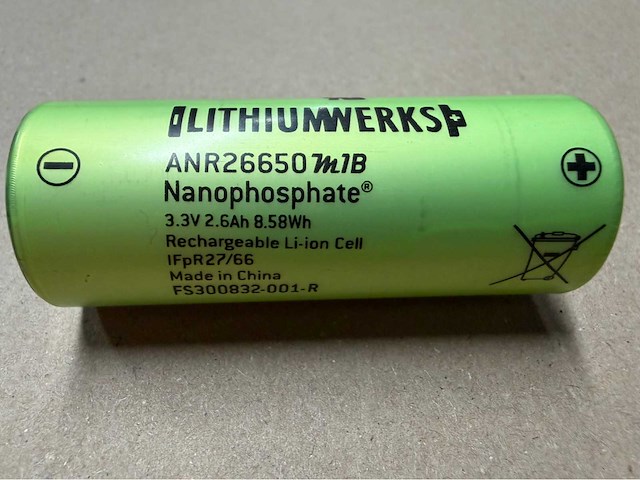 LITHIUMWERKS
ANR26650M1B
Nanophosphate®
3.3V 2.6Ah 8.58Wh
Rechargeable Li-ion Cell
IFpR27/66
Made in China
FS300832-001-R